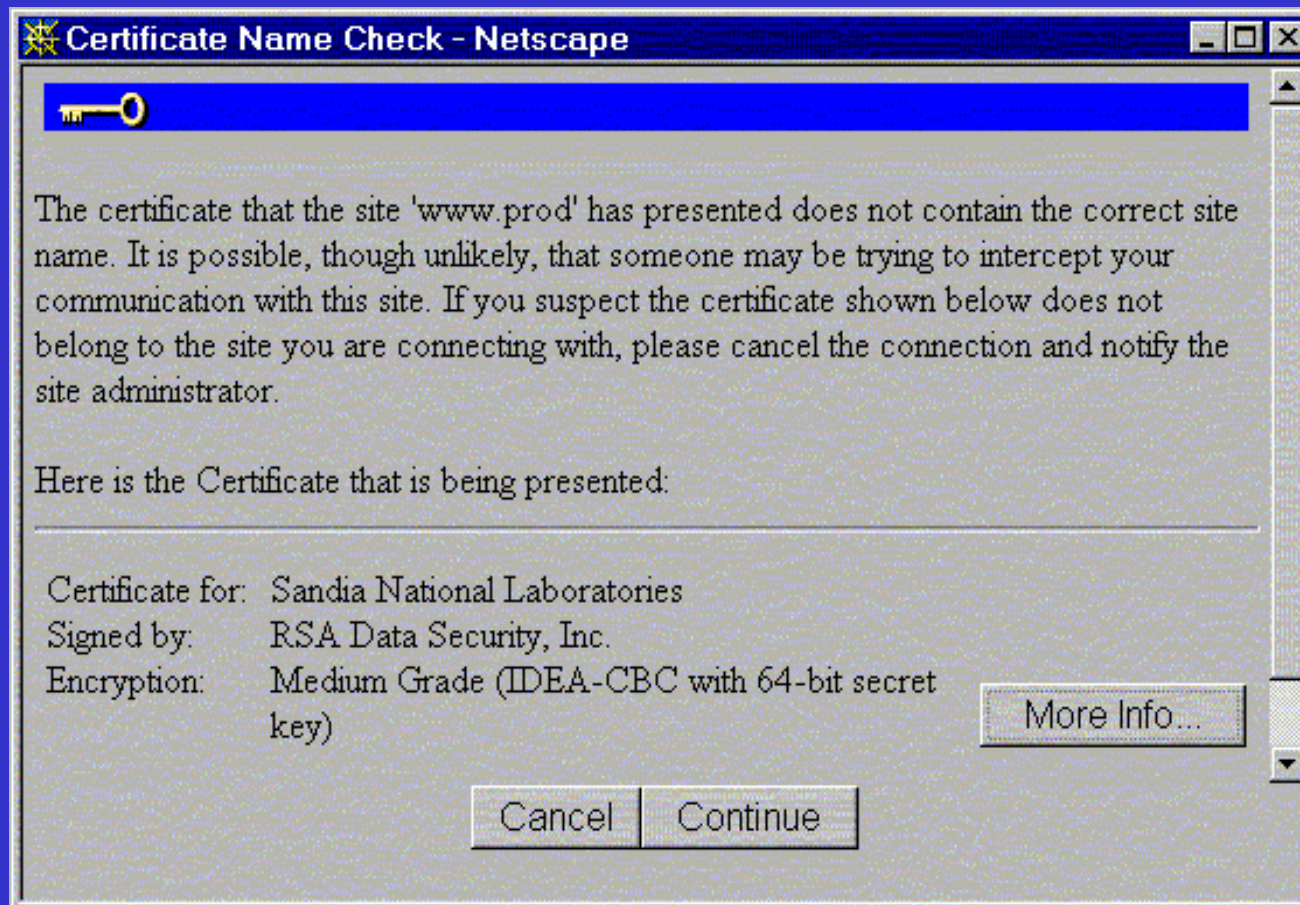 Certificate Name Check - Netscape
The certificate that the site 'www.prod' has presented does not contain the correct site
name. It is possible, though unlikely, that someone may be trying to intercept your
communication with this site. If you suspect the certificate shown below does not
belong to the site you are connecting with, please cancel the connection and notify the
site administrator.
Here is the Certificate that is being presented:
Certificate for: Sandia National Laboratories
Signed by: RSA Data Security, Inc.
Encryption: Medium Grade (IDEA-CBC with 64-bit secret
key)
More Info...
Cancel Continue